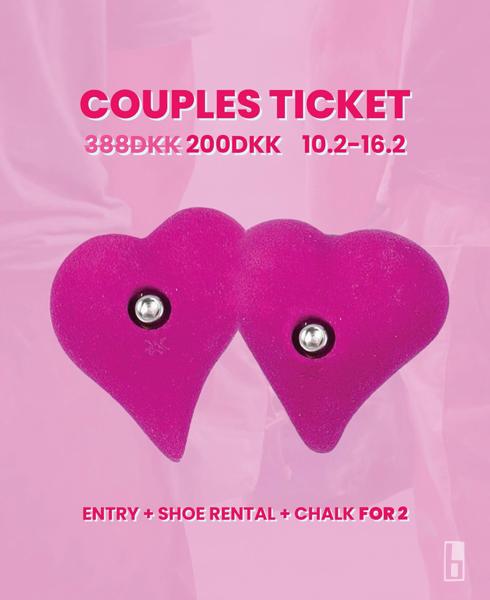 COUPLES TICKET
388DKK 200DKK 10.2-16.2
ENTRY + SHOE RENTAL + CHALK FOR 2
b